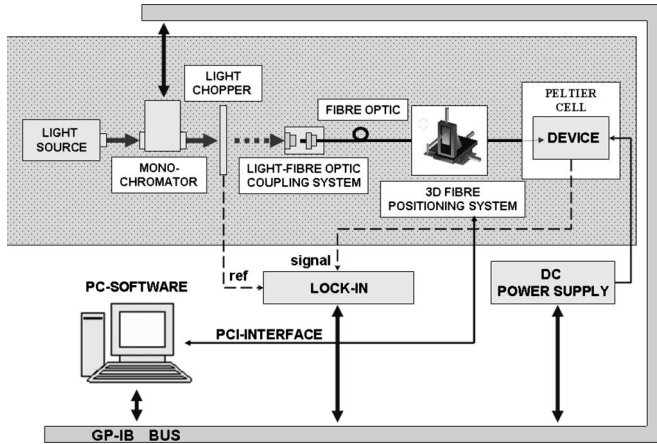 LIGHT
CHOPPER
PELTIER
CELL
FIBRE OPTIC
LIGHT
SOURCE
DEVICE
MONO-
CHROMATOR
LIGHT-FIBRE OPTIC
COUPLING SYSTEM
3D FIBRE
POSITIONING SYSTEM
ref
signal
PC-SOFTWARE
LOCK-IN
DC
POWER SUPPLY
PCI-INTERFACE
GP-IB BUS